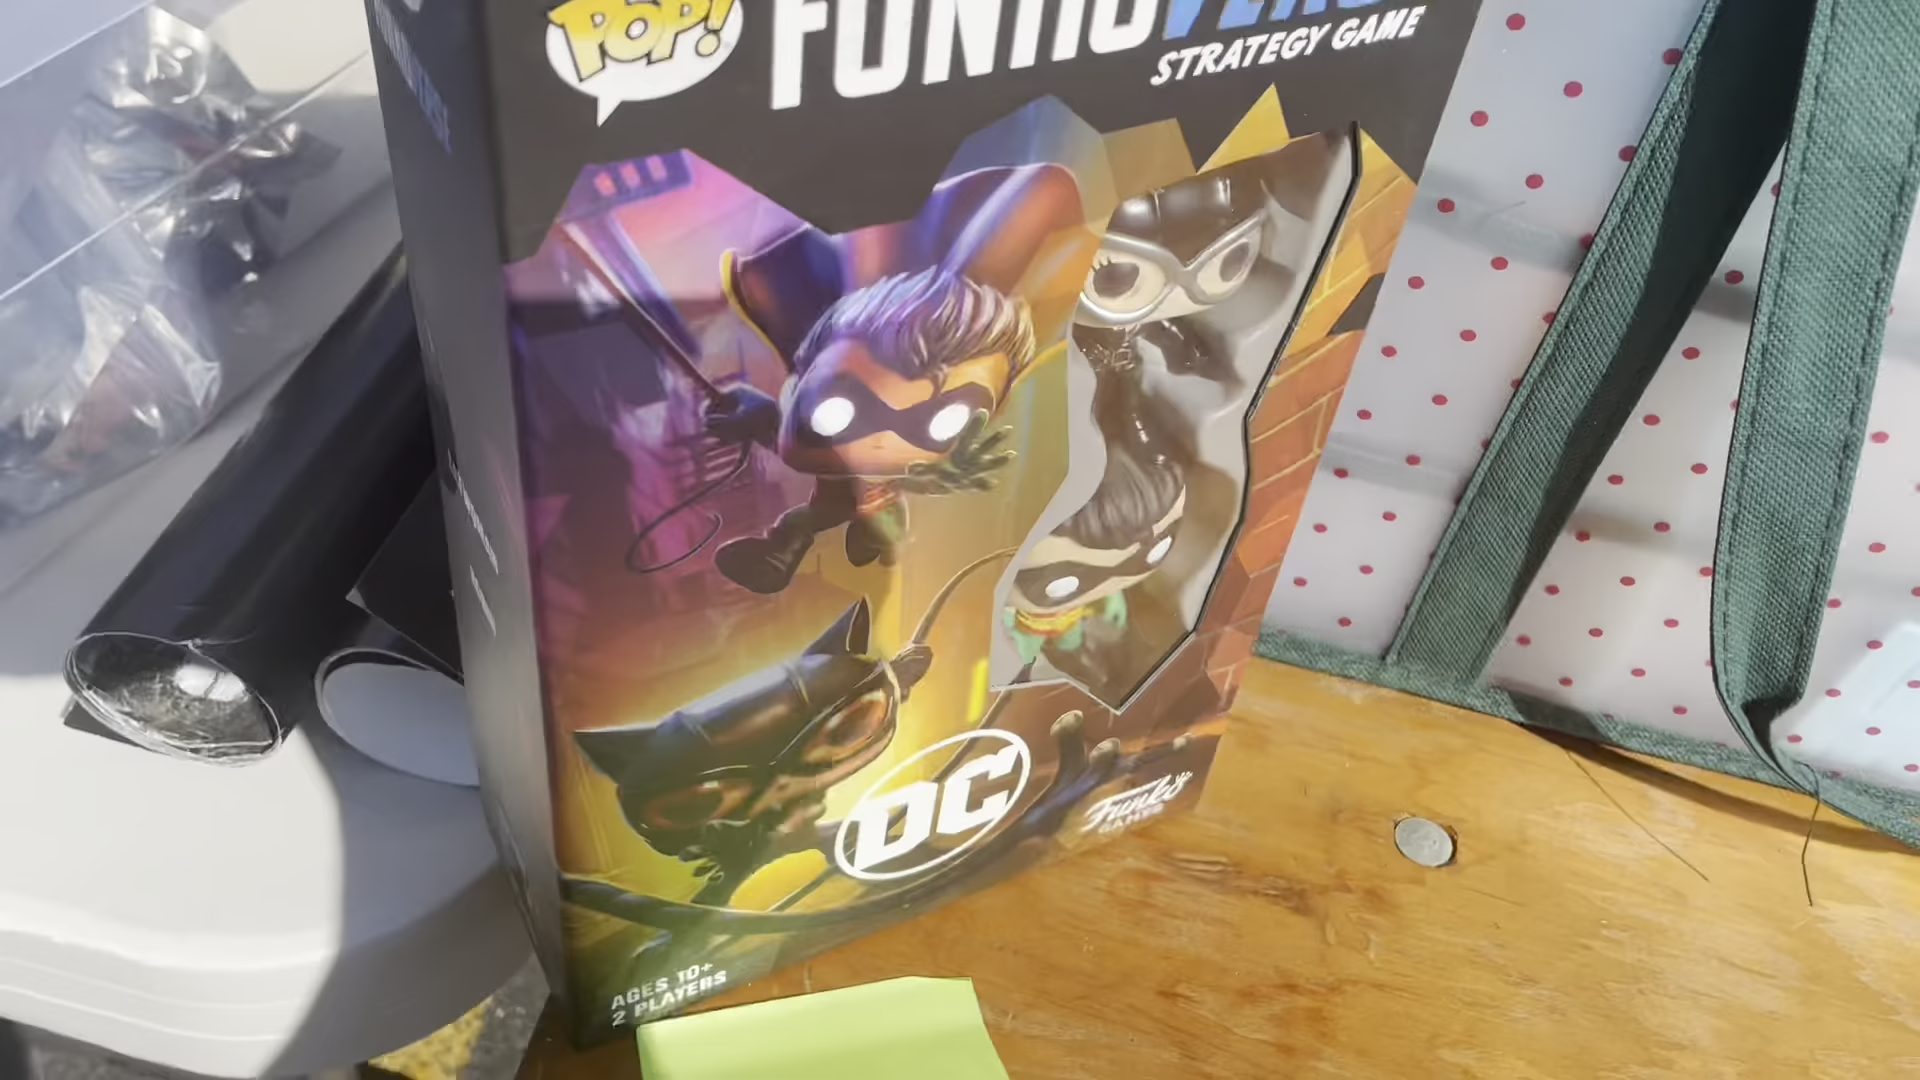 POP!
STRATEGY GAME
DC
Funko
GAMES
AGES 10+
2 PLAYERS